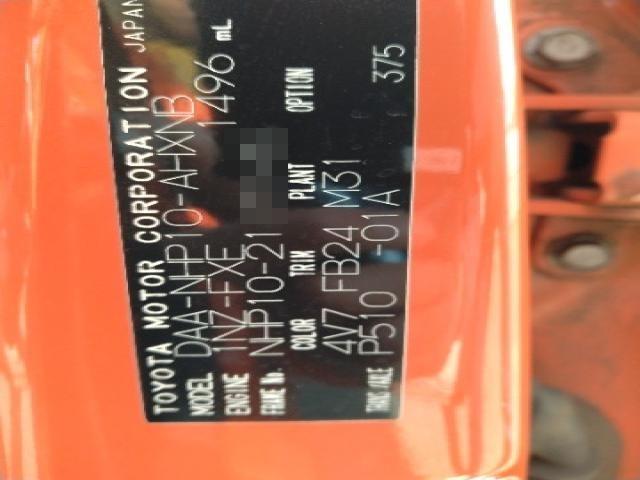 TOYOTA MOTOR CORPORATION JAPAN
MODEL DAA-NHP10-AHXNB
ENGINE 1NZ-FXE 1496 mL
FRAME No. NHP10-21
COLOR TRIM PLANT OPTION
4V7 FB24 M31
TRNS/AXLE P510 -01A 375